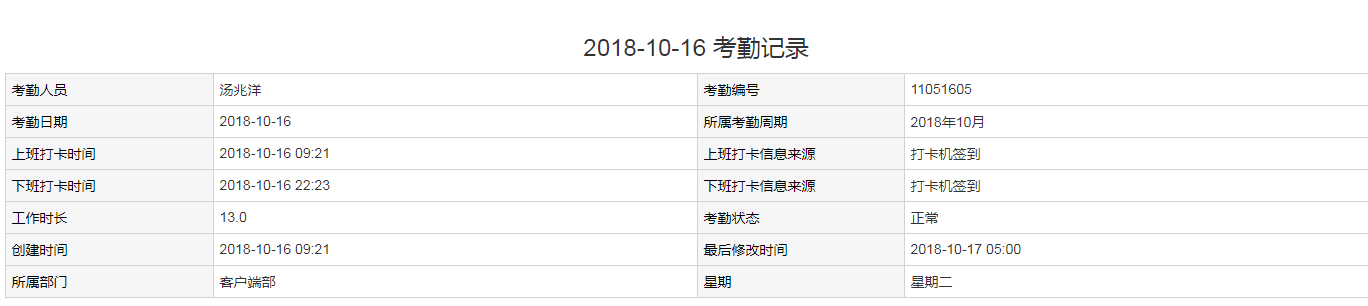 2018-10-16 考勤记录
考勤人员 汤兆洋 考勤编号 11051605
考勤日期 2018-10-16 所属考勤周期 2018年10月
上班打卡时间 2018-10-16 09:21 上班打卡信息来源 打卡机签到
下班打卡时间 2018-10-16 22:23 下班打卡信息来源 打卡机签到
工作时长 13.0 考勤状态 正常
创建时间 2018-10-16 09:21 最后修改时间 2018-10-17 05:00
所属部门 客户端部 星期 星期二